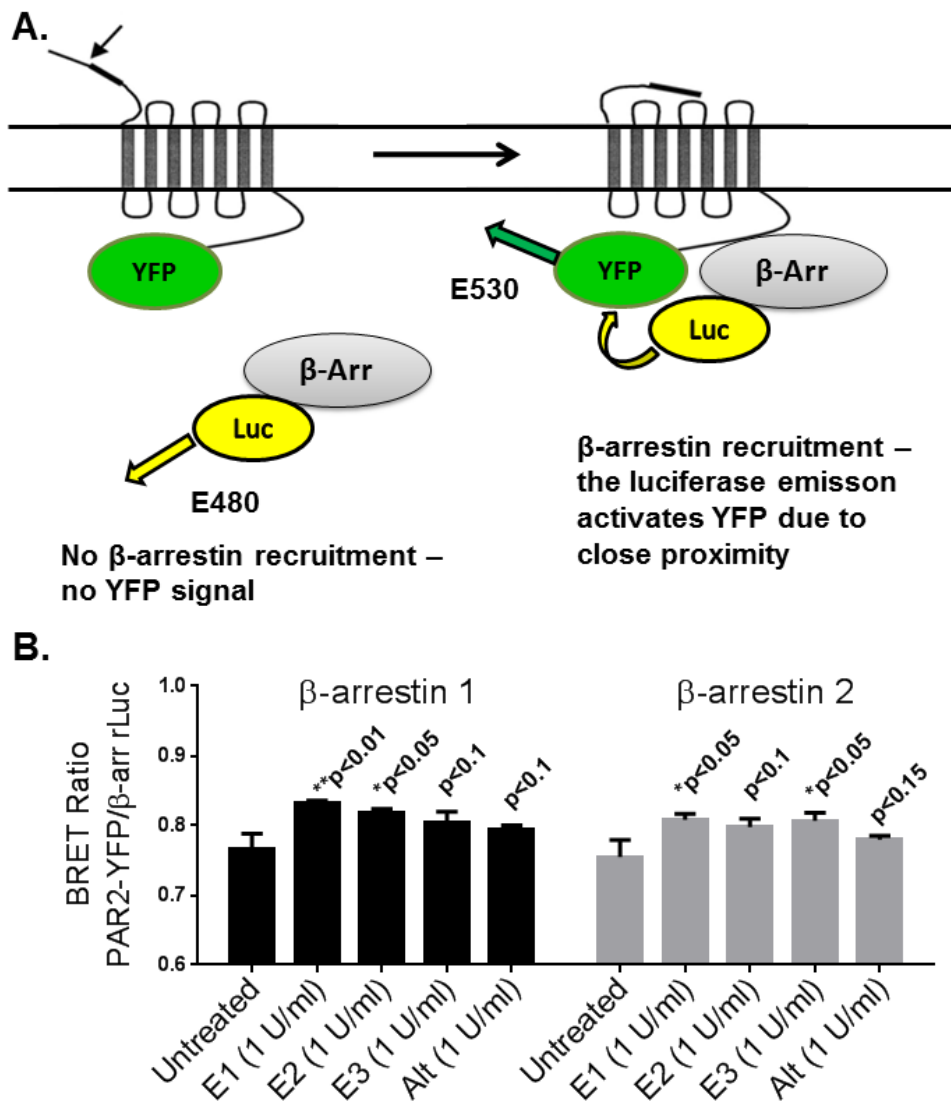 A.
YFP
E530
YFP
β-Arr
Luc
β-Arr
Luc
E480
β-arrestin recruitment –
the luciferase emisson
activates YFP due to
close proximity
No β-arrestin recruitment –
no YFP signal
B.
BRET Ratio
PAR2-YFP/β-arr rLuc
1.0
0.9
0.8
0.7
0.6
β-arrestin 1
β-arrestin 2
**p<0.01
*p<0.05
p<0.1
p<0.1
*p<0.05
p<0.1
*p<0.05
p<0.15
Untreated
E1 (1 U/ml)
E2 (1 U/ml)
E3 (1 U/ml)
Alt (1 U/ml)
Untreated
E1 (1 U/ml)
E2 (1 U/ml)
E3 (1 U/ml)
Alt (1 U/ml)